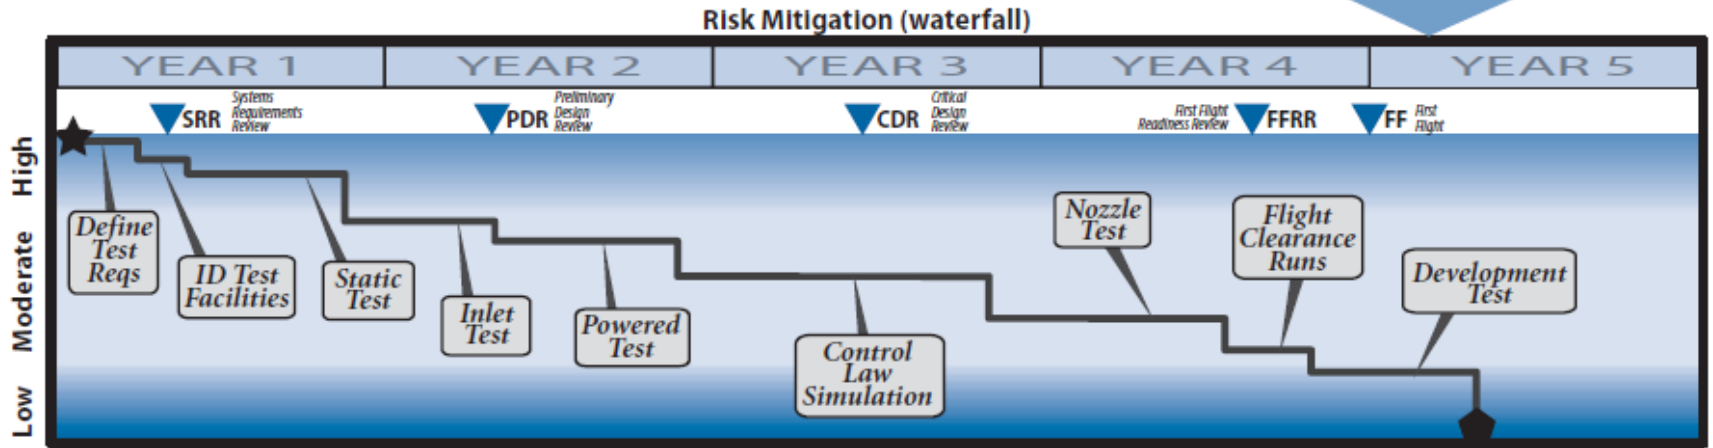 Risk Mitigation (waterfall)
YEAR 1
YEAR 2
YEAR 3
YEAR 4
YEAR 5
SRR
Systems
Requirements
Review
PDR
Preliminary
Design
Review
CDR
Critical
Design
Review
First Flight
Readiness Review
FFRR
FF
First
Flight
High
Moderate
Low
Define
Test
Reqs
ID Test
Facilities
Static
Test
Inlet
Test
Powered
Test
Control
Law
Simulation
Nozzle
Test
Flight
Clearance
Runs
Development
Test